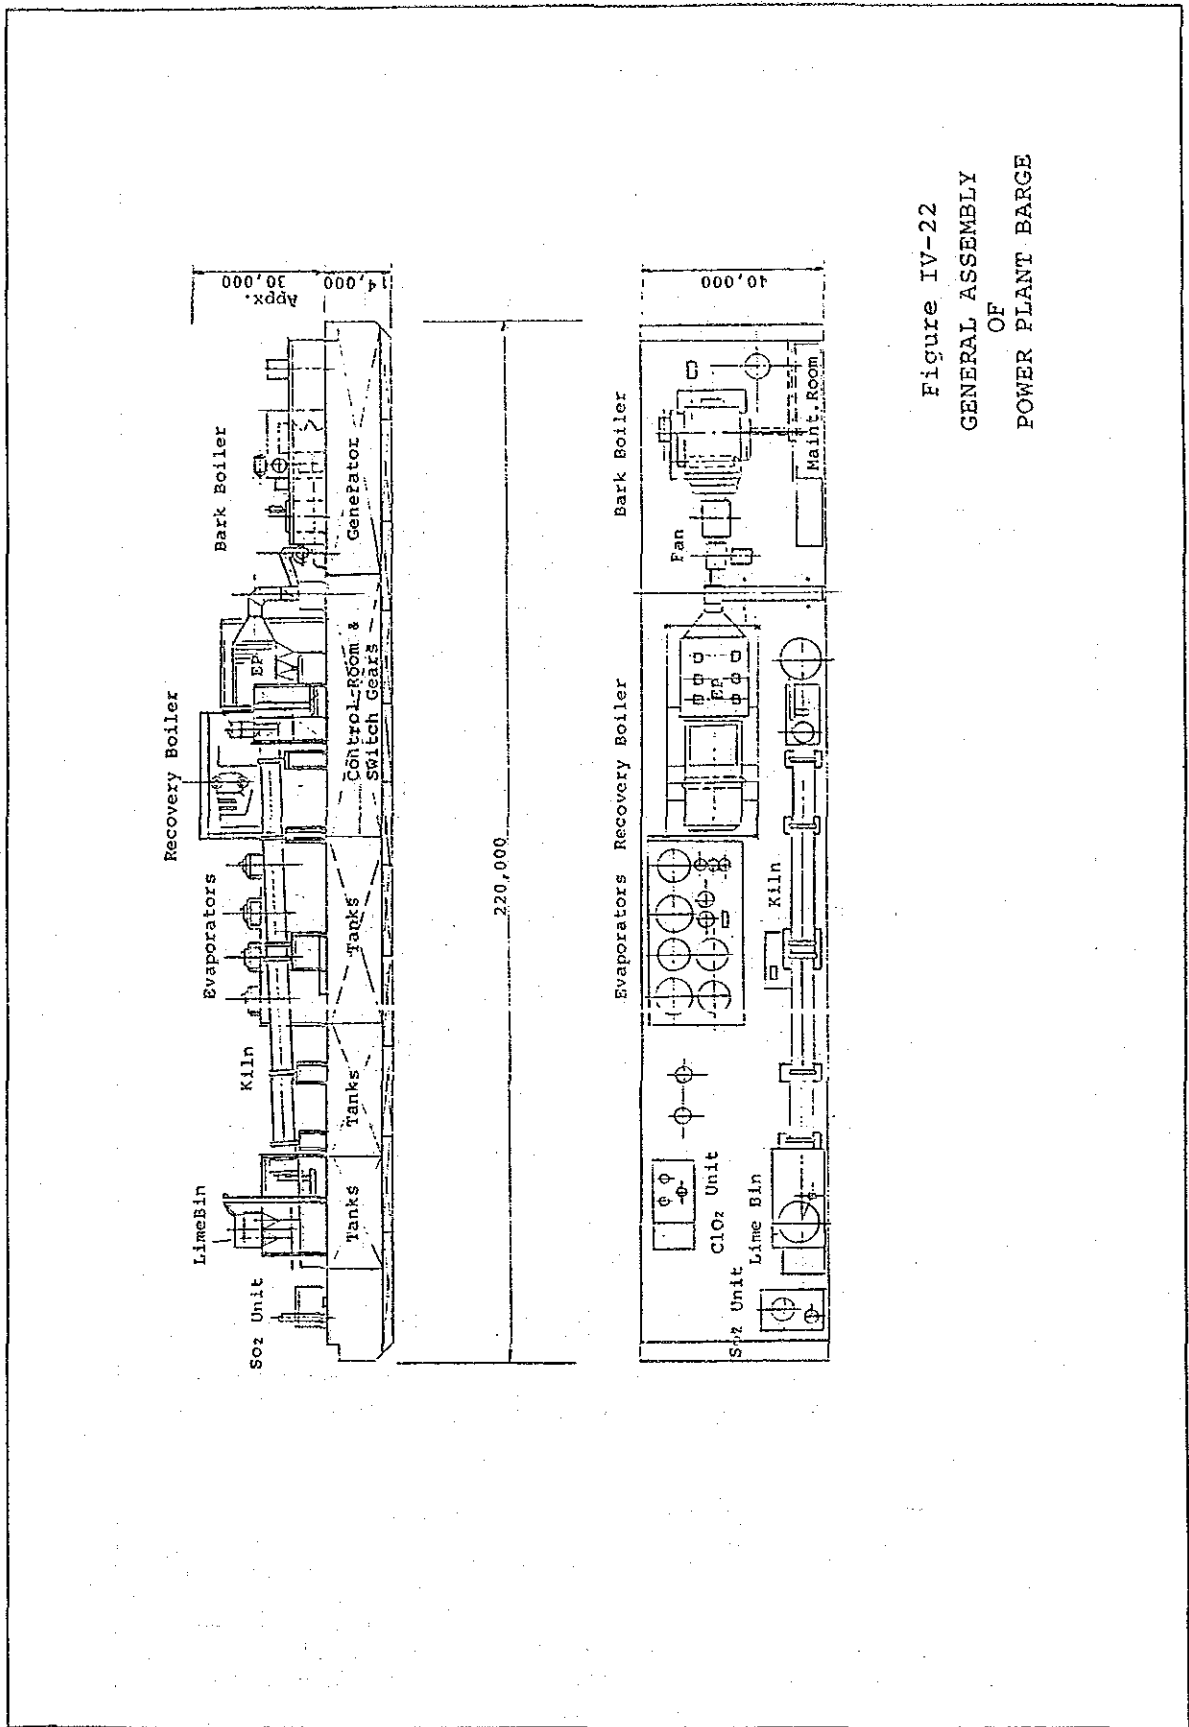 Recovery Boiler
Evaporators
Bark Boiler
Kiln
LimeBin
So2 Unit
EP
Appx.
30,000
14,000
Tanks
Tanks
Tanks
Control Room &
Switch Gears
Generator
220,000
Evaporators
Recovery Boiler
Bark Boiler
Fan
EP
Kiln
ClO2 Unit
Lime Bin
So2 Unit
Maint.Room
40,000
Figure IV-22
GENERAL ASSEMBLY
OF
POWER PLANT BARGE